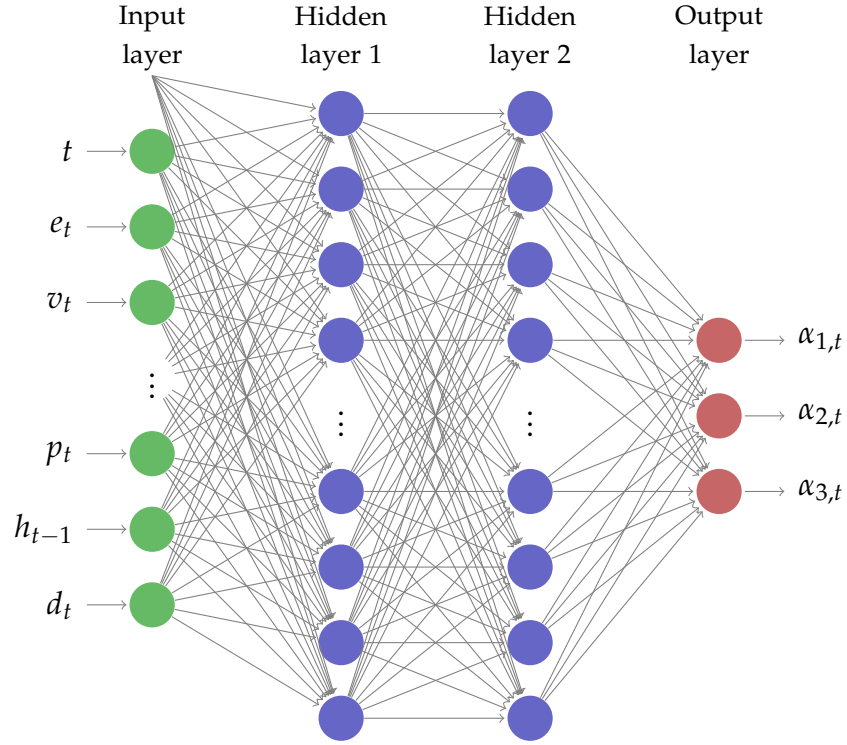 Input layer
Hidden layer 1
Hidden layer 2
Output layer
t
e_t
v_t
⋮
p_t
h_{t−1}
d_t
⋮
⋮
α_{1,t}
α_{2,t}
α_{3,t}